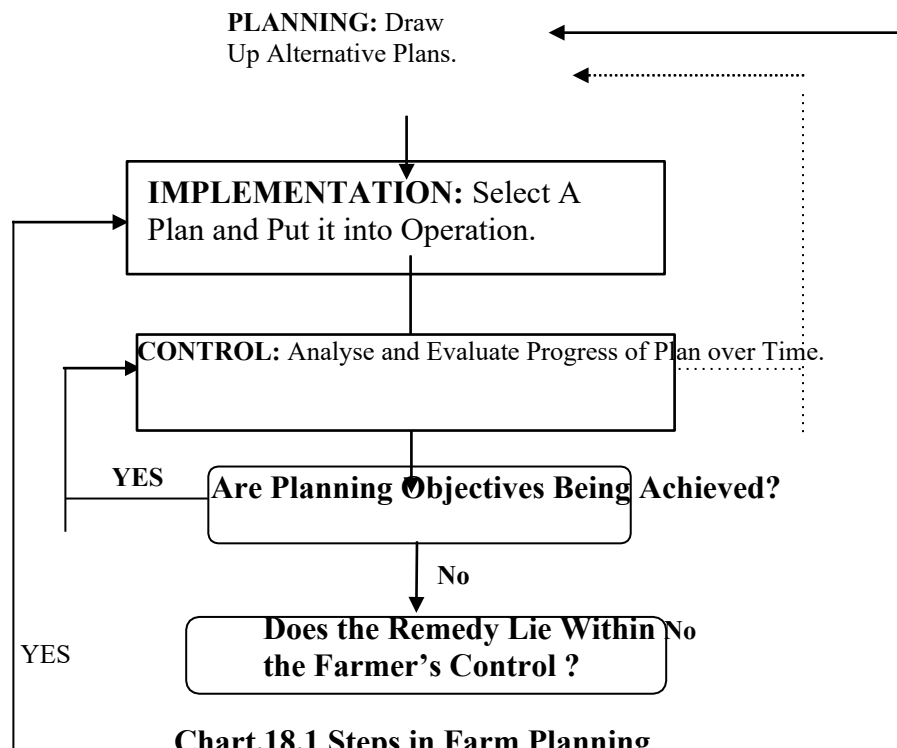 PLANNING: Draw
Up Alternative Plans.
IMPLEMENTATION: Select A
Plan and Put it into Operation.
CONTROL: Analyse and Evaluate Progress of Plan over Time.
YES
Are Planning Objectives Being Achieved?
No
Does the Remedy Lie Within No
the Farmer's Control ?
YES
Chart.18.1 Steps in Farm Planning